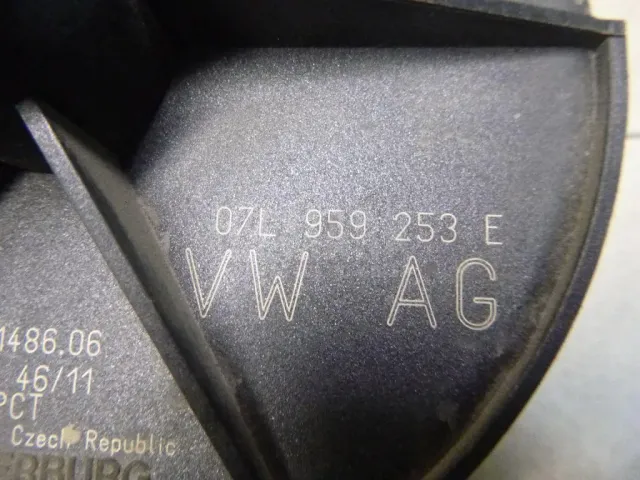 07L 959 253 E
VW AG
1486.06
46/11
PCT
Czech Republic